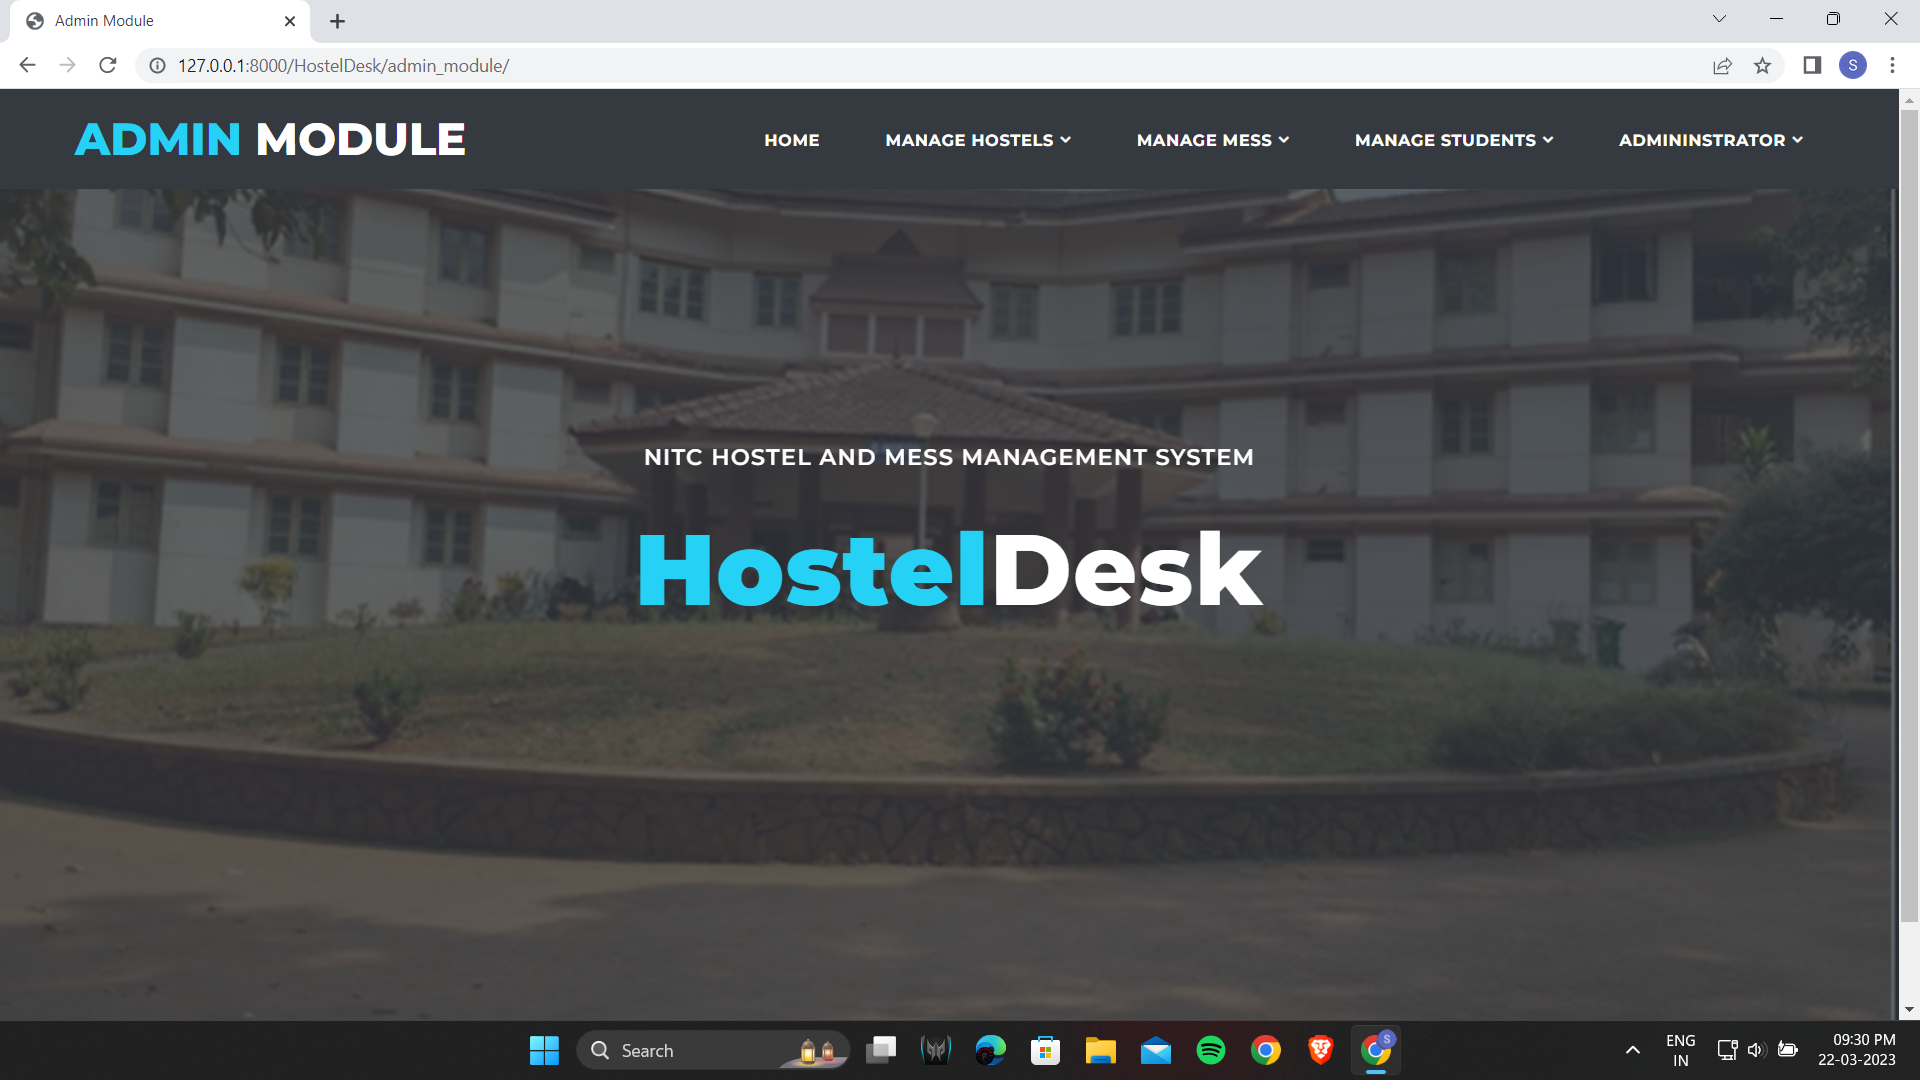 Admin Module
127.0.0.1:8000/HostelDesk/admin_module/
S
ADMIN MODULE
HOME
MANAGE HOSTELS
MANAGE MESS
MANAGE STUDENTS
ADMININSTRATOR
NITC HOSTEL AND MESS MANAGEMENT SYSTEM
HostelDesk
Search
S
ENG
IN
09:30 PM
22-03-2023